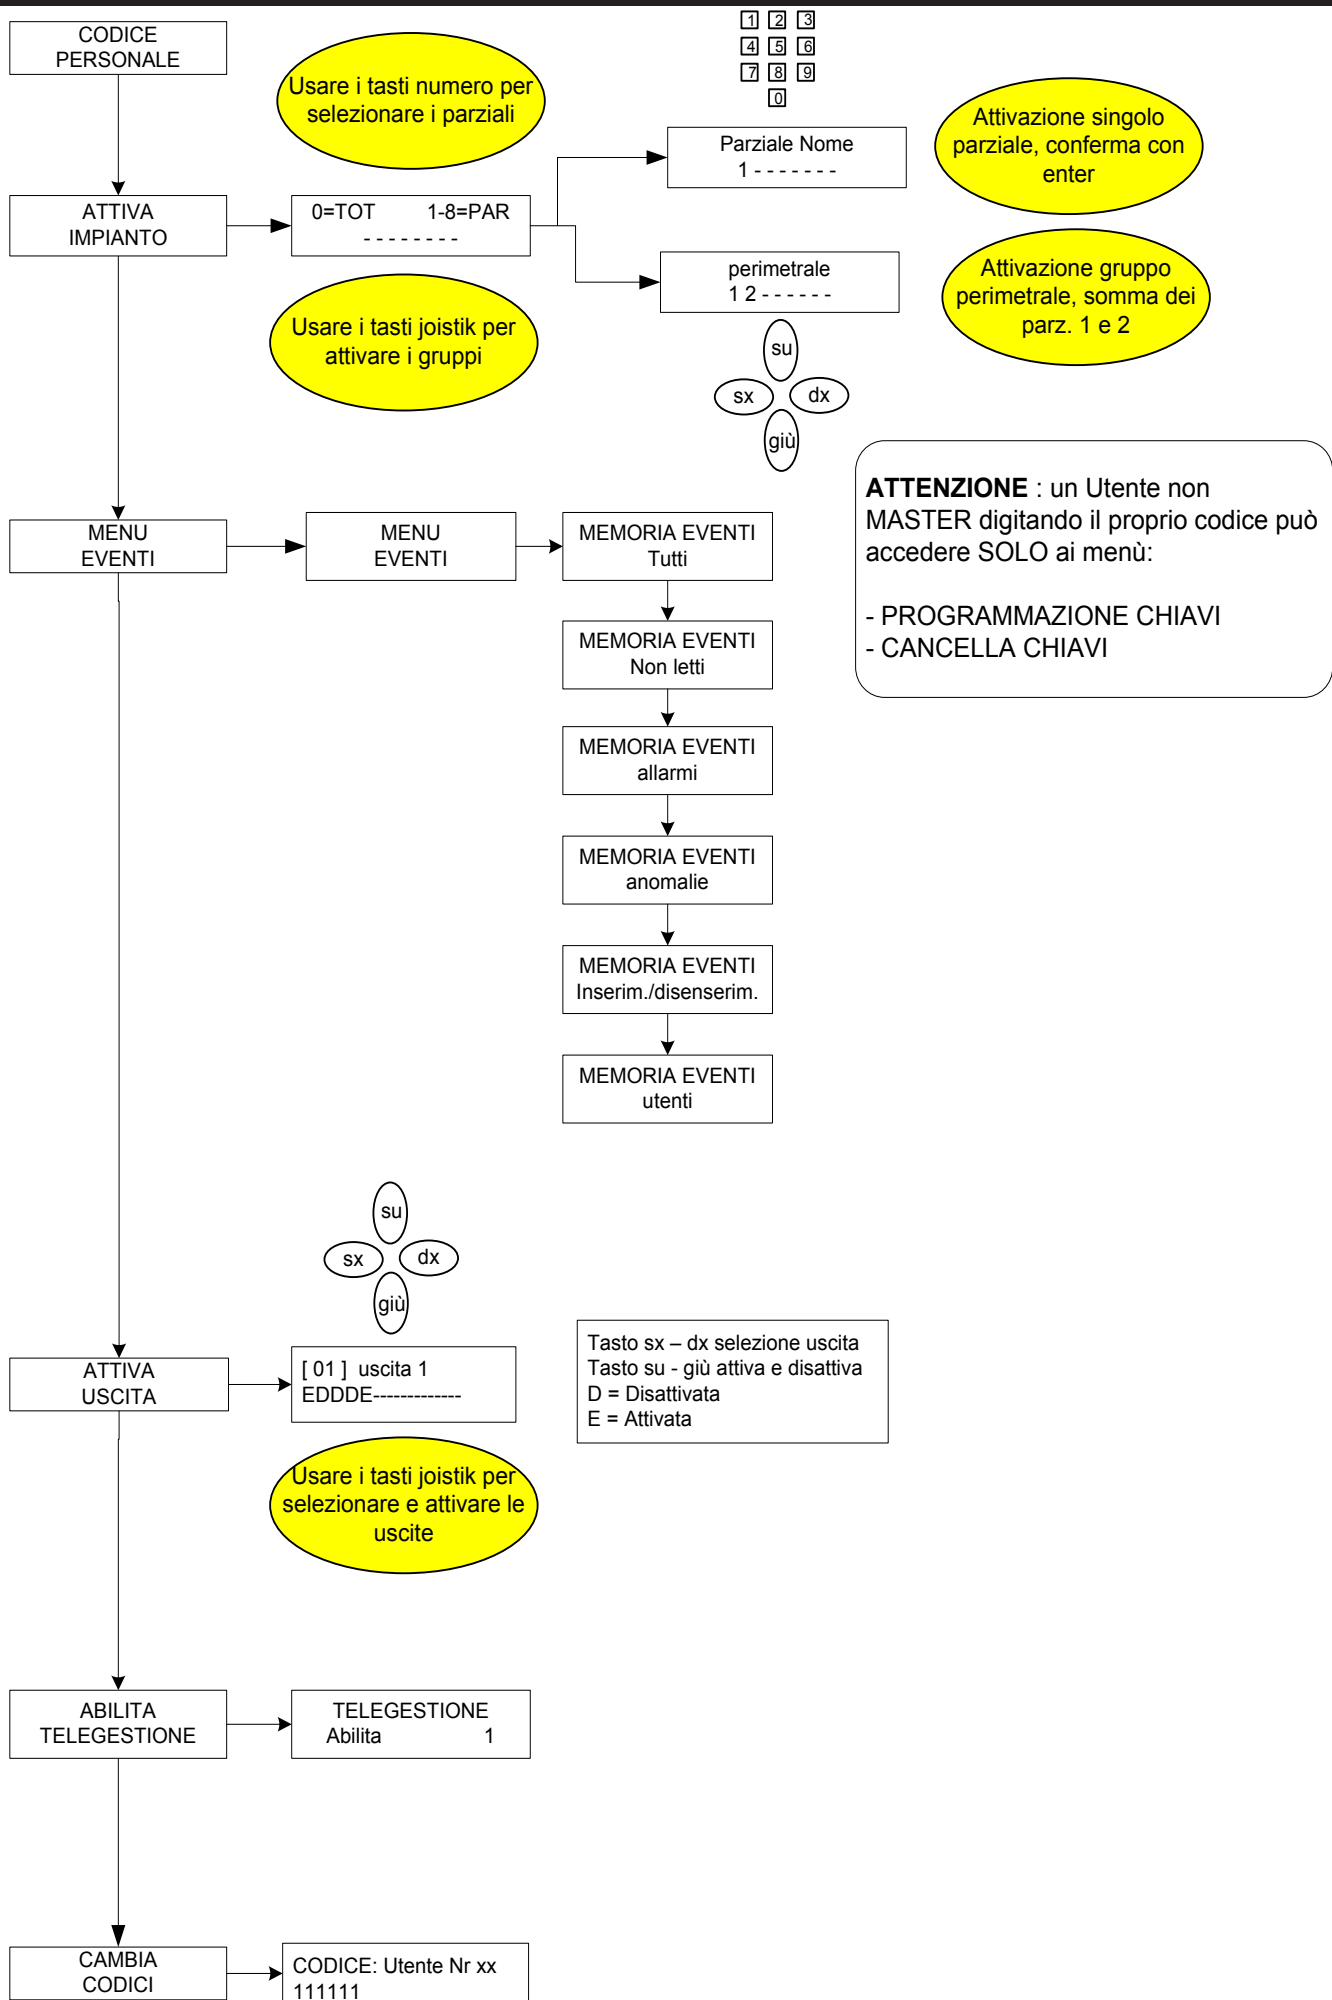 CODICE
PERSONALE
Usare i tasti numero per
selezionare i parziali
1 2 3
4 5 6
7 8 9
0
Parziale Nome
1 - - - - - - -
Attivazione singolo
parziale, conferma con
enter
ATTIVA
IMPIANTO
0=TOT 1-8=PAR
- - - - - - - -
perimetrale
1 2 - - - - - -
Attivazione gruppo
perimetrale, somma dei
parz. 1 e 2
Usare i tasti joistik per
attivare i gruppi
su
sx dx
giù
ATTENZIONE : un Utente non
MASTER digitando il proprio codice può
accedere SOLO ai menù:
- PROGRAMMAZIONE CHIAVI
- CANCELLA CHIAVI
MENU
EVENTI
MENU
EVENTI
MEMORIA EVENTI
Tutti
MEMORIA EVENTI
Non letti
MEMORIA EVENTI
allarmi
MEMORIA EVENTI
anomalie
MEMORIA EVENTI
Inserim./disenserim.
MEMORIA EVENTI
utenti
su
sx dx
giù
ATTIVA
USCITA
[ 01 ] uscita 1
EDDDE-------------
Tasto sx – dx selezione uscita
Tasto su - giù attiva e disattiva
D = Disattivata
E = Attivata
Usare i tasti joistik per
selezionare e attivare le
uscite
ABILITA
TELEGESTIONE
TELEGESTIONE
Abilita 1
CAMBIA
CODICI
CODICE: Utente Nr xx
111111